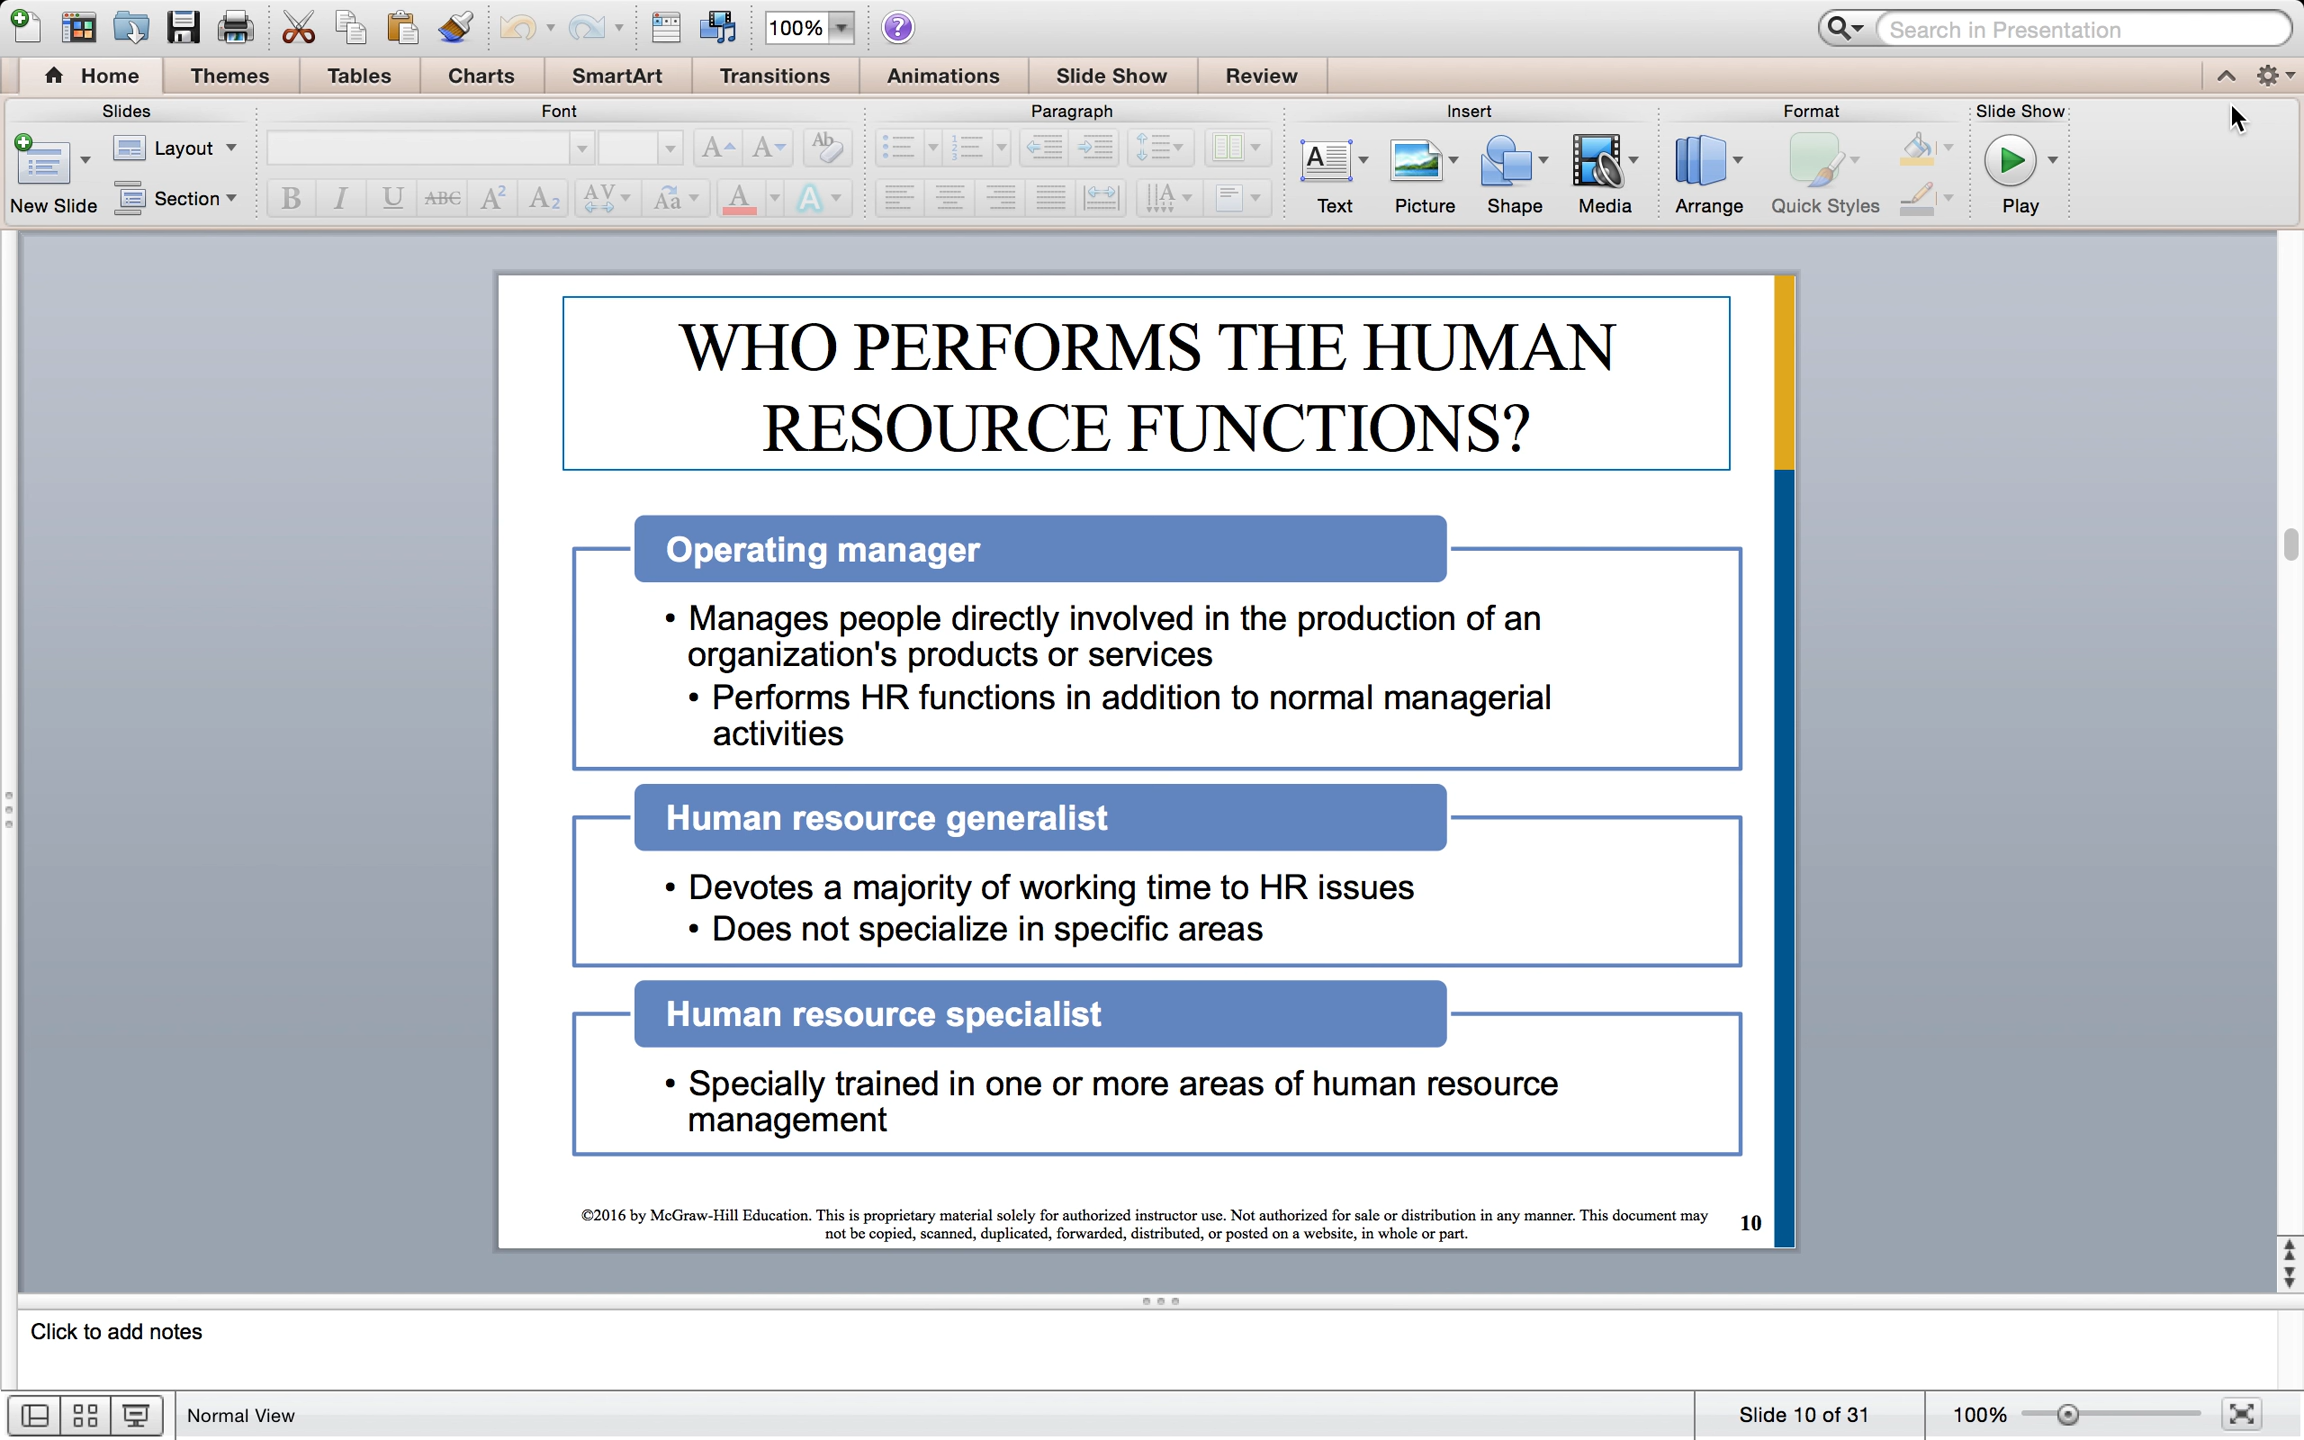 100%
Search in Presentation
Home Themes Tables Charts SmartArt Transitions Animations Slide Show Review
Slides Font Paragraph Insert Format Slide Show
Layout
Section
New Slide
Text Picture Shape Media Arrange Quick Styles Play
WHO PERFORMS THE HUMAN
RESOURCE FUNCTIONS?
Operating manager
• Manages people directly involved in the production of an
organization's products or services
• Performs HR functions in addition to normal managerial
activities
Human resource generalist
• Devotes a majority of working time to HR issues
• Does not specialize in specific areas
Human resource specialist
• Specially trained in one or more areas of human resource
management
©2016 by McGraw-Hill Education. This is proprietary material solely for authorized instructor use. Not authorized for sale or distribution in any manner. This document may
not be copied, scanned, duplicated, forwarded, distributed, or posted on a website, in whole or part.
10
Click to add notes
Normal View
Slide 10 of 31
100%